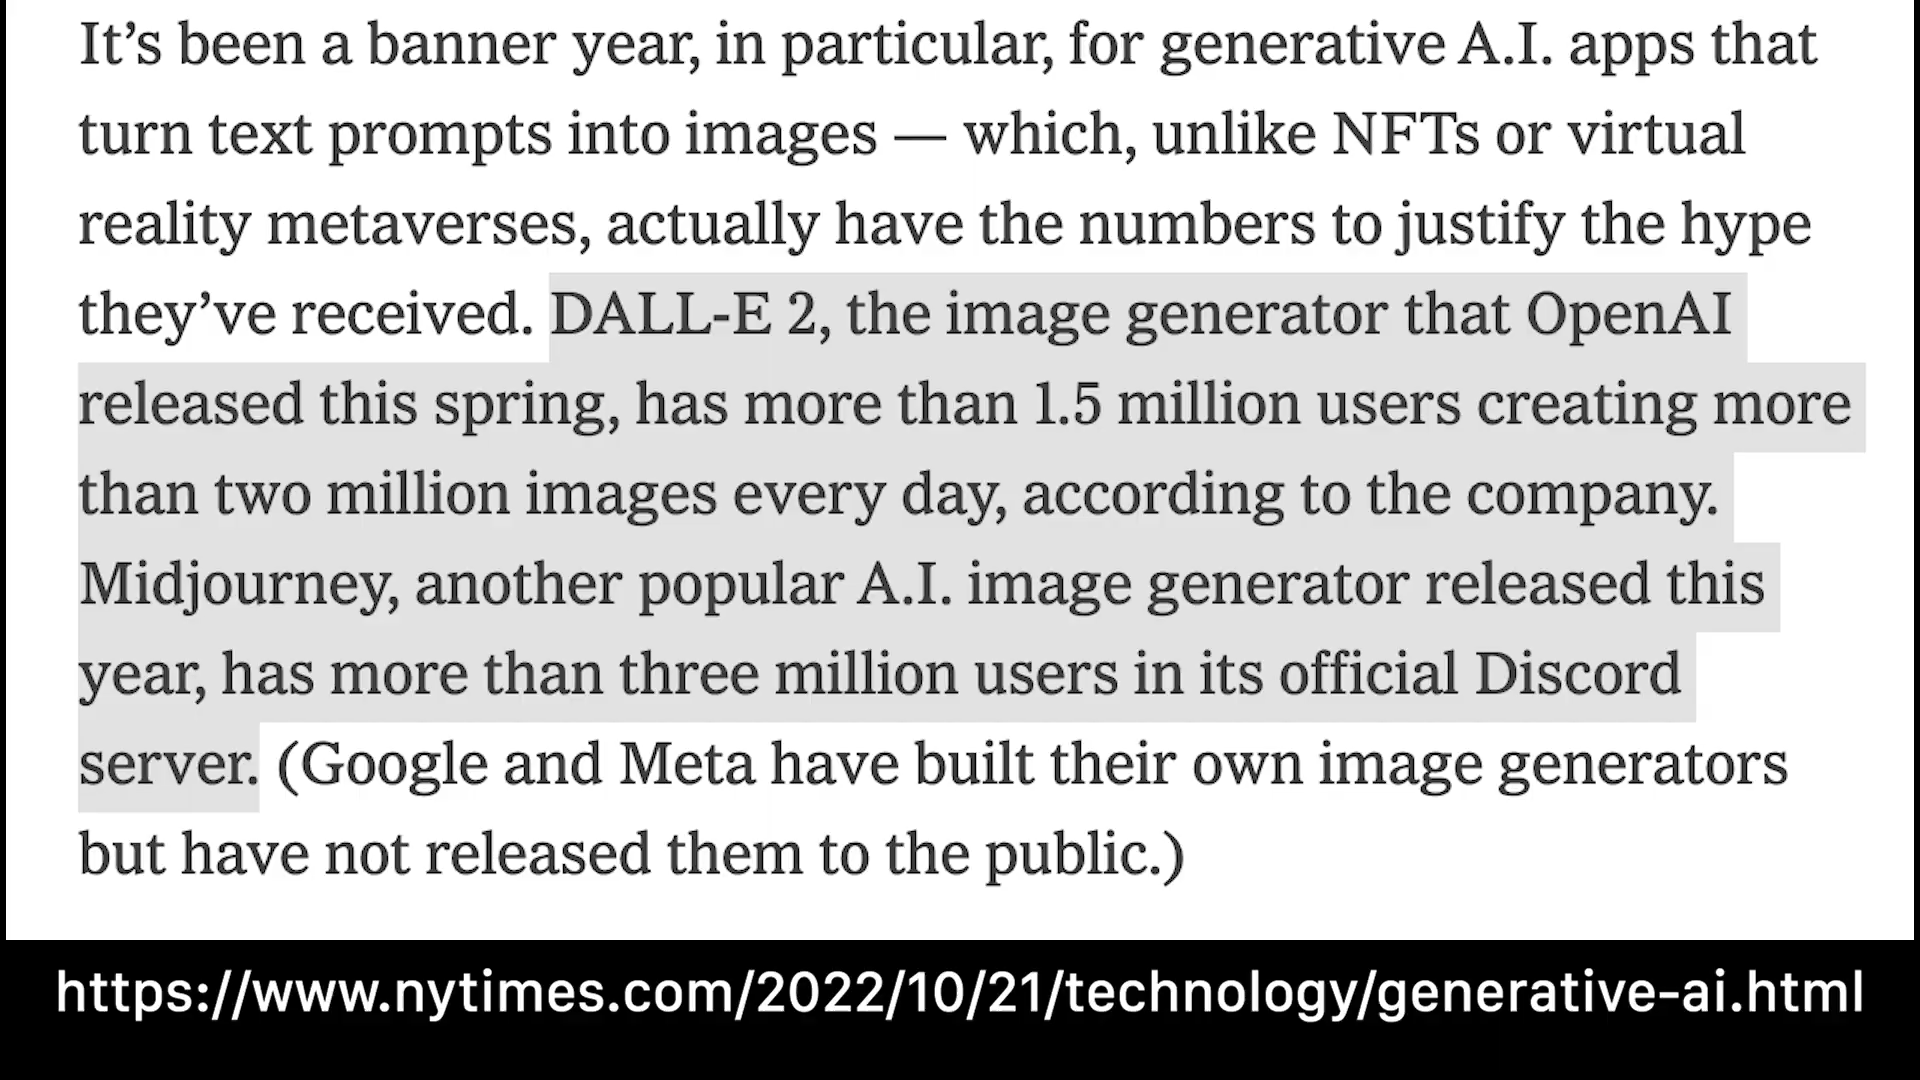 It’s been a banner year, in particular, for generative A.I. apps that
turn text prompts into images — which, unlike NFTs or virtual
reality metaverses, actually have the numbers to justify the hype
they’ve received. DALL-E 2, the image generator that OpenAI
released this spring, has more than 1.5 million users creating more
than two million images every day, according to the company.
Midjourney, another popular A.I. image generator released this
year, has more than three million users in its official Discord
server. (Google and Meta have built their own image generators
but have not released them to the public.)
https://www.nytimes.com/2022/10/21/technology/generative-ai.html